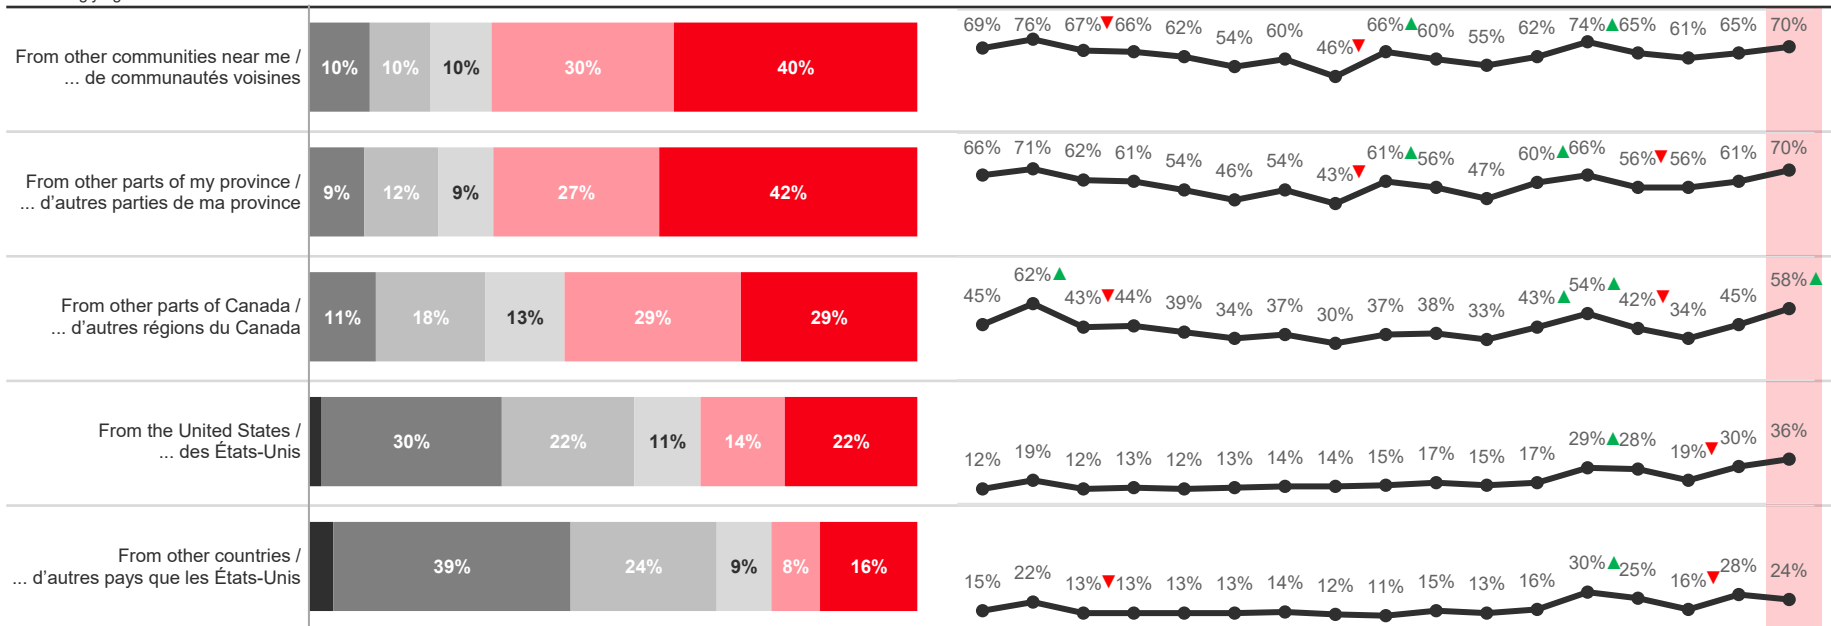 From other communities near me /
... de communautés voisines
10% 10% 10% 30% 40%
69% 76% 67% ▼ 66% 62% 54% 60% 46% ▼ 66% ▲ 60% 55% 62% 74% ▲ 65% 61% 65% 70%
From other parts of my province /
... d'autres parties de ma province
9% 12% 9% 27% 42%
66% 71% 62% 61% 54% 46% 54% 43% ▼ 61% ▲ 56% 47% 60% ▲ 66% 56% ▼ 56% 61% 70%
From other parts of Canada /
... d'autres régions du Canada
11% 18% 13% 29% 29%
45% 62% ▲ 43% ▼ 44% 39% 34% 37% 30% 37% 38% 33% 43% ▲ 54% ▲ 42% ▼ 34% 45% 58% ▲
From the United States /
... des États-Unis
30% 22% 11% 14% 22%
12% 19% 12% 13% 12% 13% 14% 14% 15% 17% 15% 17% 29% ▲ 28% 19% ▼ 30% 36%
From other countries /
... d'autres pays que les États-Unis
39% 24% 9% 8% 16%
15% 22% 13% ▼ 13% 13% 13% 14% 12% 11% 15% 13% 16% 30% ▲ 25% 16% ▼ 28% 24%